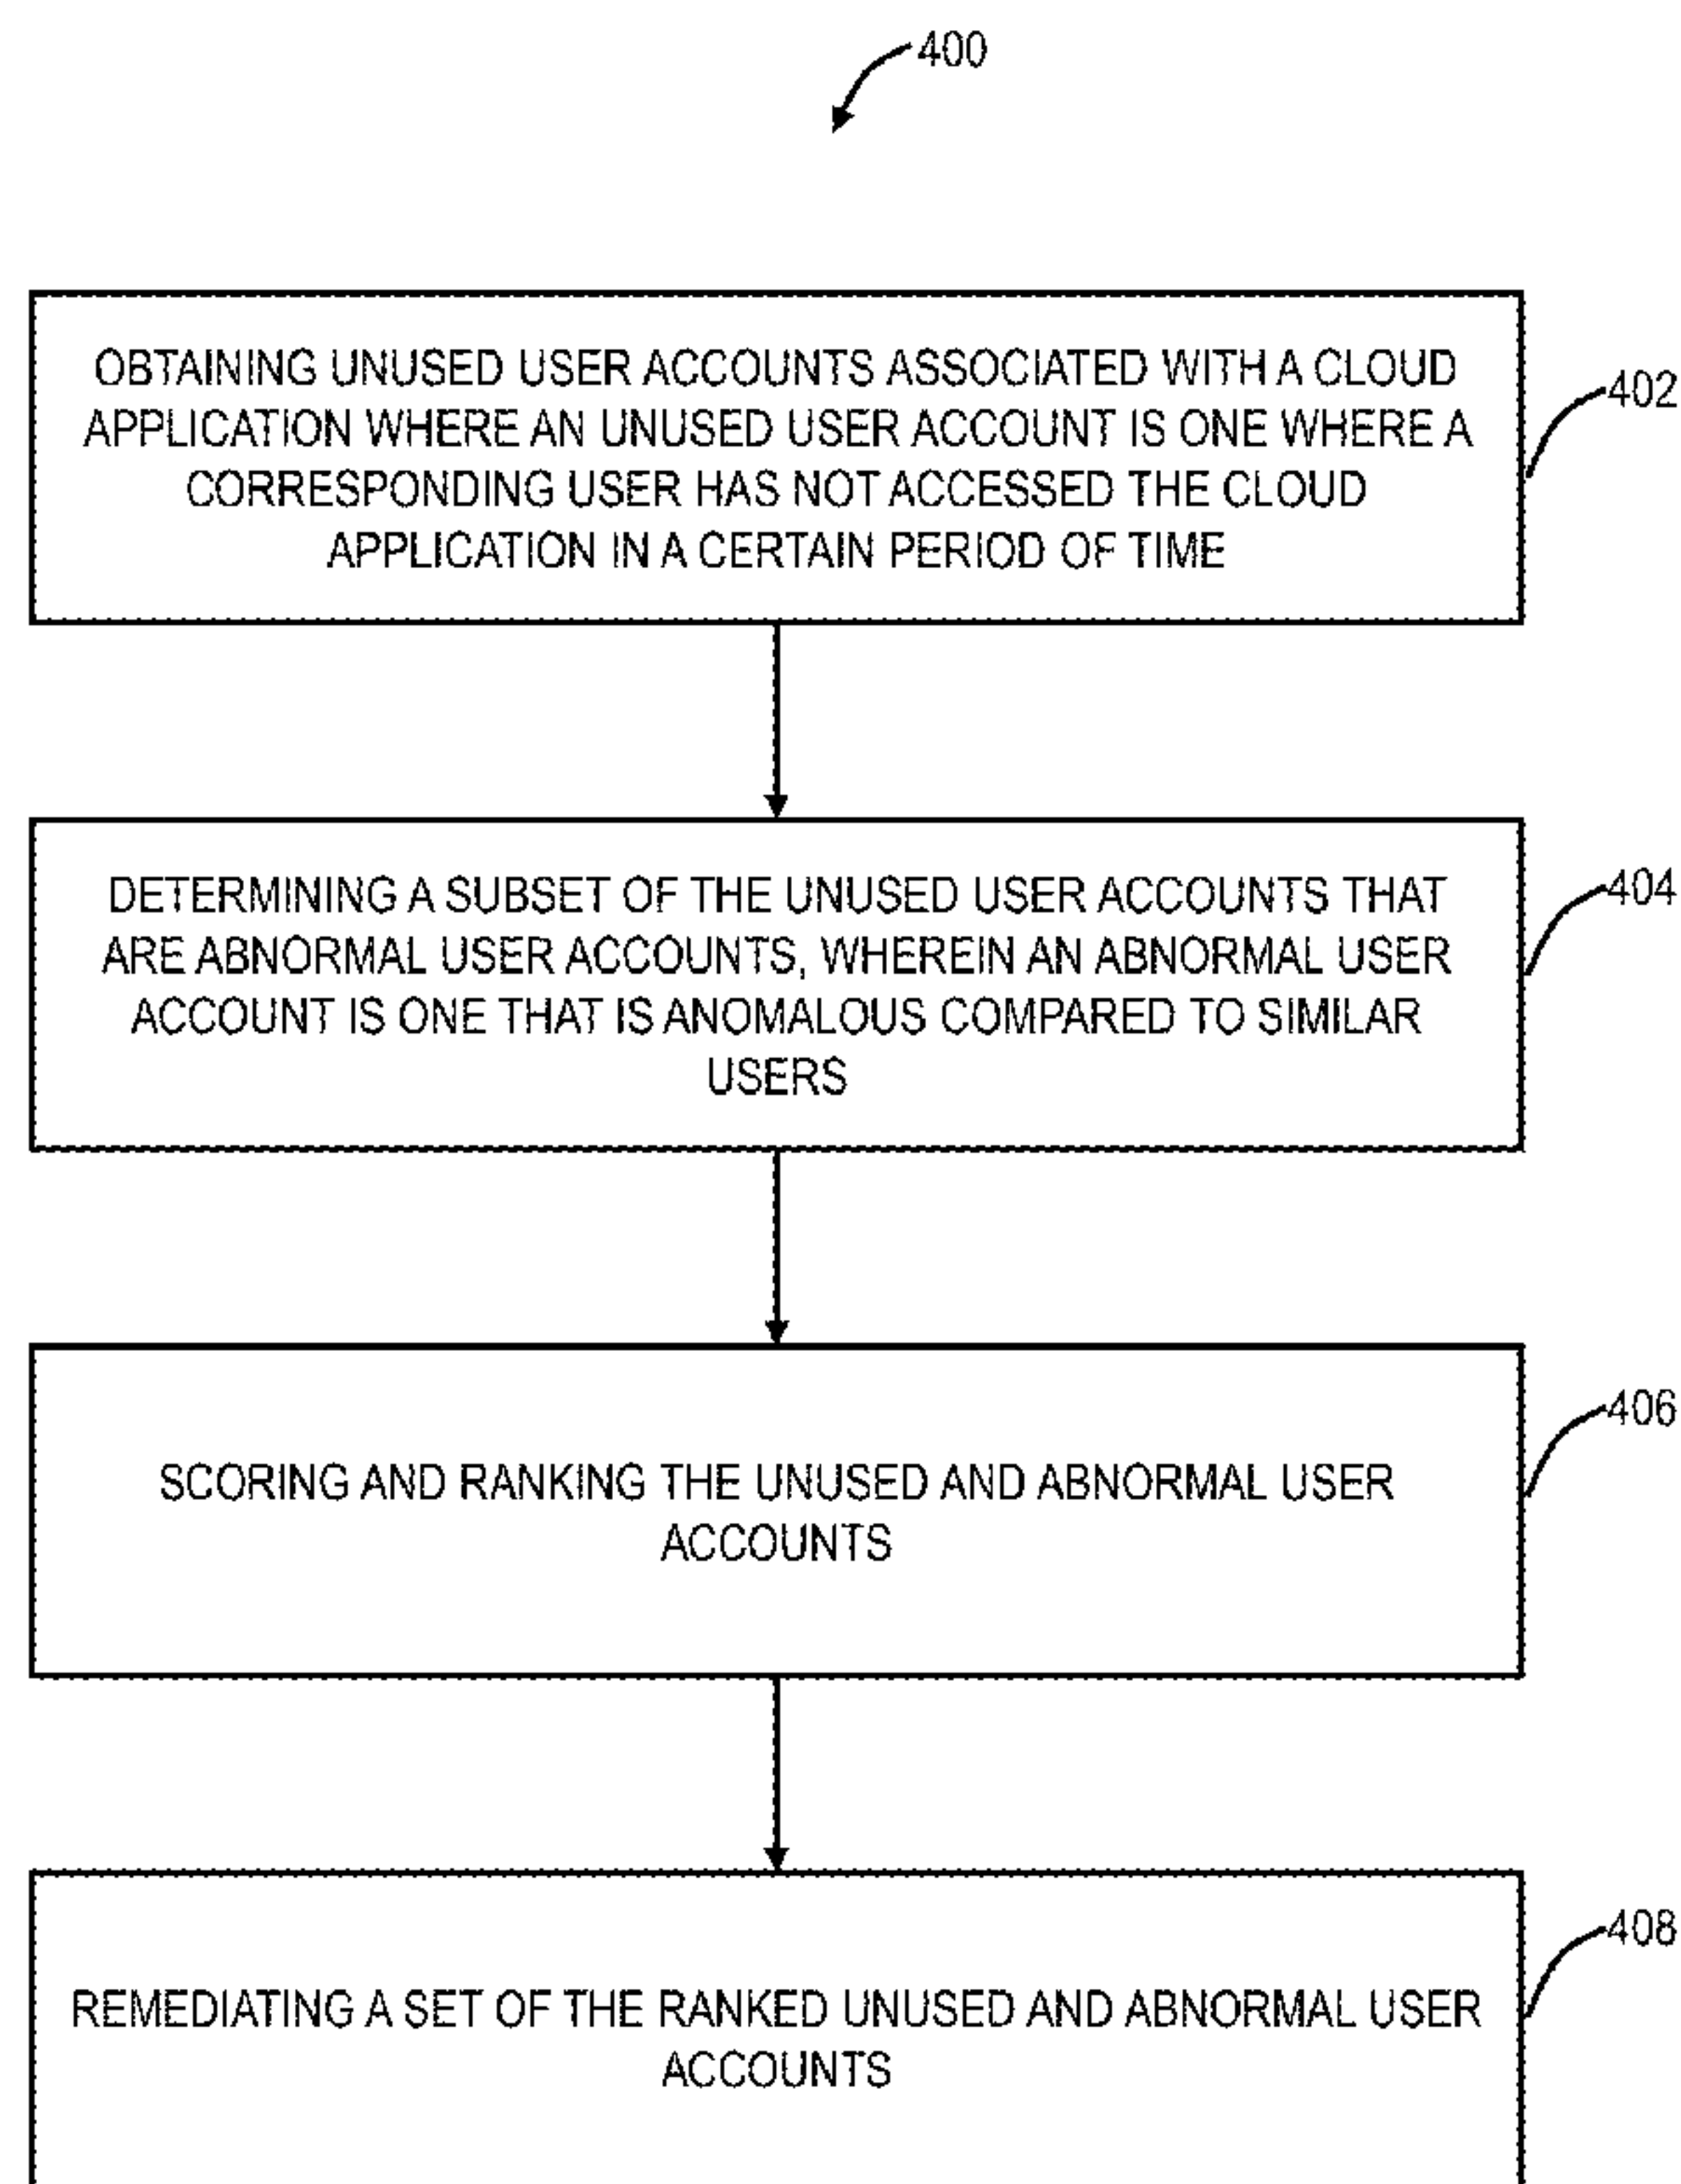 400
OBTAINING UNUSED USER ACCOUNTS ASSOCIATED WITH A CLOUD
APPLICATION WHERE AN UNUSED USER ACCOUNT IS ONE WHERE A
CORRESPONDING USER HAS NOT ACCESSED THE CLOUD
APPLICATION IN A CERTAIN PERIOD OF TIME
402
DETERMINING A SUBSET OF THE UNUSED USER ACCOUNTS THAT
ARE ABNORMAL USER ACCOUNTS, WHEREIN AN ABNORMAL USER
ACCOUNT IS ONE THAT IS ANOMALOUS COMPARED TO SIMILAR
USERS
404
SCORING AND RANKING THE UNUSED AND ABNORMAL USER
ACCOUNTS
406
REMEDIATING A SET OF THE RANKED UNUSED AND ABNORMAL USER
ACCOUNTS
408